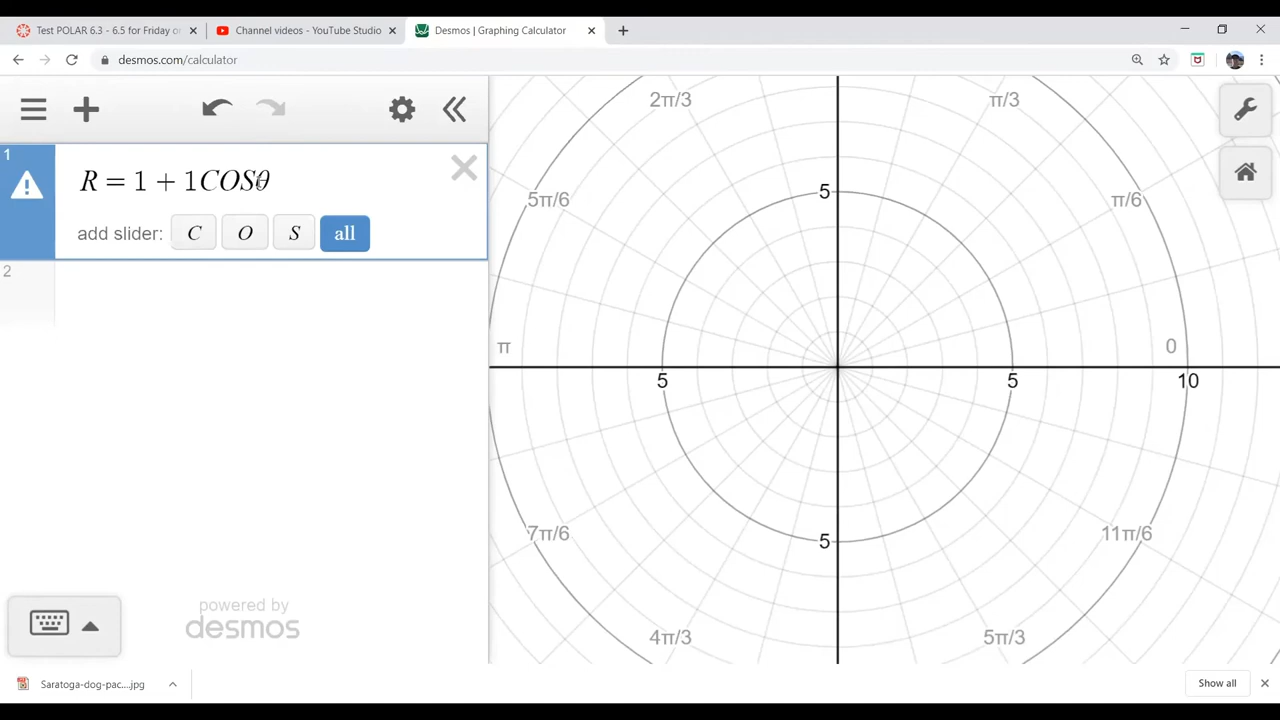 Test POLAR 6.3 - 6.5 for Friday o
Channel videos - YouTube Studio
Desmos | Graphing Calculator
desmos.com/calculator
1
R = 1 + 1COSθ
add slider: C O S all
2
2π/3
π/3
5π/6
5
π/6
π
0
5
5
10
7π/6
5
11π/6
4π/3
5π/3
powered by
desmos
Saratoga-dog-pac....jpg
Show all